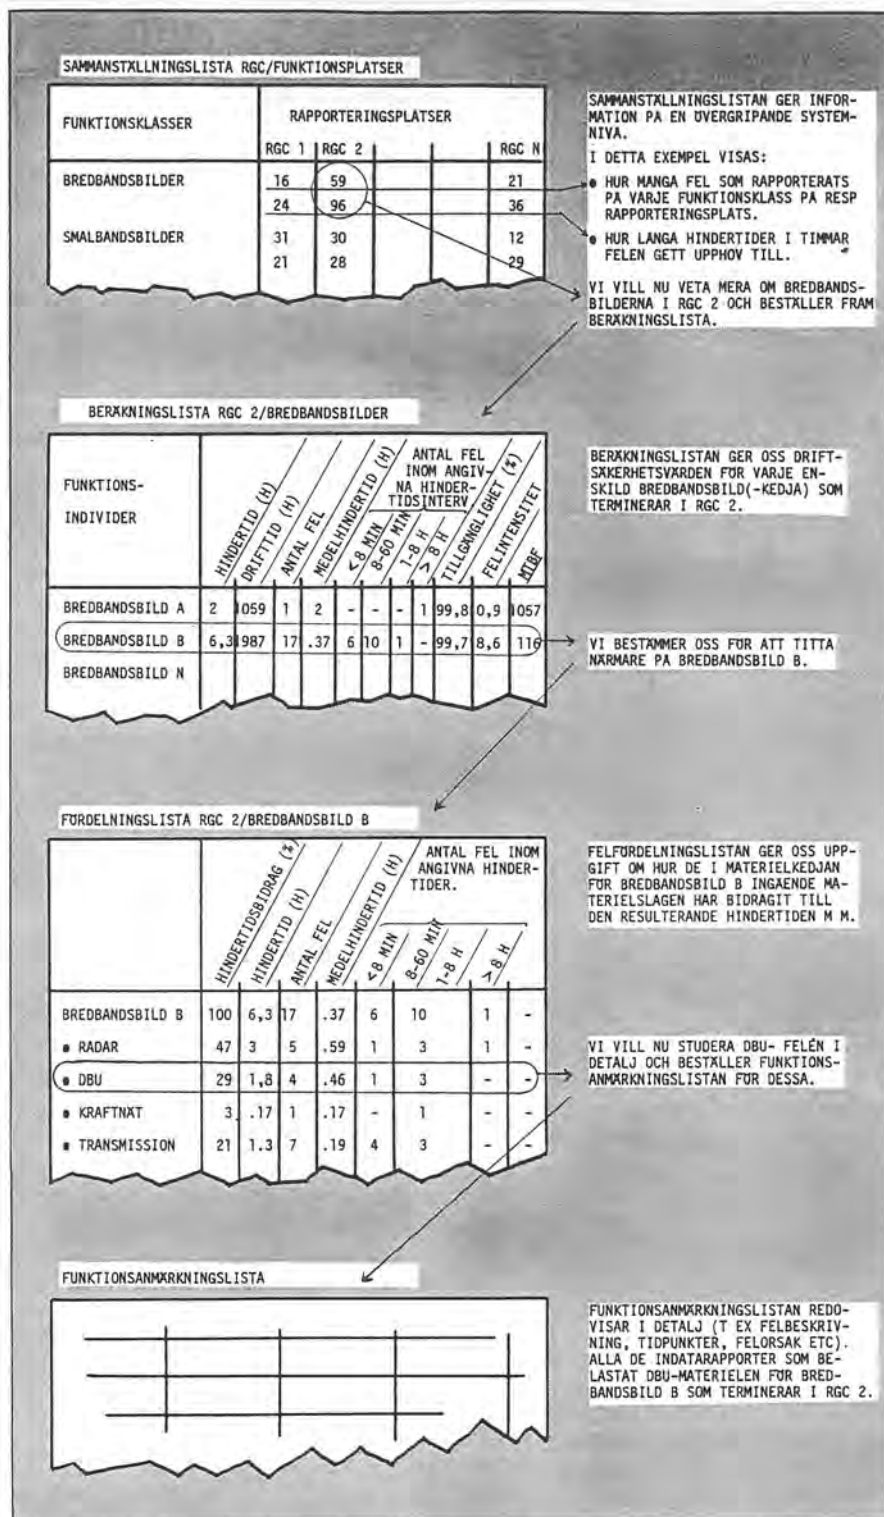 SAMMANSTÄLLNINGSLISTA RGC/FUNKTIONSPLATSER
FUNKTIONSKLASSER
RAPPORTERINGSPLATSER
RGC 1 RGC 2 RGC N
BREDBANDSBILDER 16 59 21
24 96 36
SMALBANDSBILDER 31 30 12
21 28 29
SAMMANSTÄLLNINGSLISTAN GER INFOR-
MATION PA EN ÖVERGRIPANDE SYSTEM-
NIVA.
I DETTA EXEMPEL VISAS:
• HUR MANGA FEL SOM RAPPORTERATS
PA VARJE FUNKTIONSKLASS PA RESP
RAPPORTERINGSPLATS.
• HUR LANGA HINDERTIDER I TIMMAR
FELEN GETT UPPHOV TILL.
VI VILL NU VETA MERA OM BREDBANDS-
BILDERNA I RGC 2 OCH BESTÄLLER FRAM
BERÄKNINGSLISTA.
BERÄKNINGSLISTA RGC 2/BREDBANDSBILDER
FUNKTIONS-
INDIVIDER
HINDERTID (H)
DRIFTTID (H)
ANTAL FEL
MEDELHINDERTID (H)
ANTAL FEL
INOM ANGIV-
NA HINDER-
TIDSINTERV
<8 MIN
8-60 MIN
1-8 H
> 8 H
TILLGÄNGLIGHET (%)
FELINTENSITET
MTBF
BREDBANDSBILD A 2 1059 1 2 - - - 1 99,8 0,9 1057
BREDBANDSBILD B 6,3 1987 17 .37 6 10 1 - 99,7 8,6 116
BREDBANDSBILD N
BERÄKNINGSLISTAN GER OSS DRIFT-
SÄKERHETSVÄRDEN FÖR VARJE EN-
SKILD BREDBANDSBILD(-KEDJA) SOM
TERMINERAR I RGC 2.
VI BESTÄMMER OSS FÖR ATT TITTA
NÄRMARE PA BREDBANDSBILD B.
FÖRDELNINGSLISTA RGC 2/BREDBANDSBILD B
HINDERTIDSBIDRAG (%)
HINDERTID (H)
ANTAL FEL
MEDELHINDERTID (H)
ANTAL FEL INOM
ANGIVNA HINDER-
TIDER.
<8 MIN
8-60 MIN
1-8 H
> 8 H
BREDBANDSBILD B 100 6,3 17 .37 6 10 1 -
• RADAR 47 3 5 .59 1 3 1 -
• DBU 29 1,8 4 .46 1 3 - -
• KRAFTNÄT 3 .17 1 .17 - 1 - -
• TRANSMISSION 21 1.3 7 .19 4 3 - -
FELFÖRDELNINGSLISTAN GER OSS UPP-
GIFT OM HUR DE I MATERIELKEDJAN
FÖR BREDBANDSBILD B INGAENDE MA-
TERIELSLAGEN HAR BIDRAGIT TILL
DEN RESULTERANDE HINDERTIDEN M M.
VI VILL NU STUDERA DBU- FELEN I
DETALJ OCH BESTÄLLER FUNKTIONS-
ANMÄRKNINGSLISTAN FÖR DESSA.
FUNKTIONSANMÄRKNINGSLISTA
FUNKTIONSANMÄRKNINGSLISTAN REDO-
VISAR I DETALJ (T EX FELBESKRIV-
NING, TIDPUNKTER, FELORSAK ETC).
ALLA DE INDATARAPPORTER SOM BE-
LASTAT DBU-MATERIELEN FÖR BRED-
BANDSBILD B SOM TERMINERAR I RGC 2.